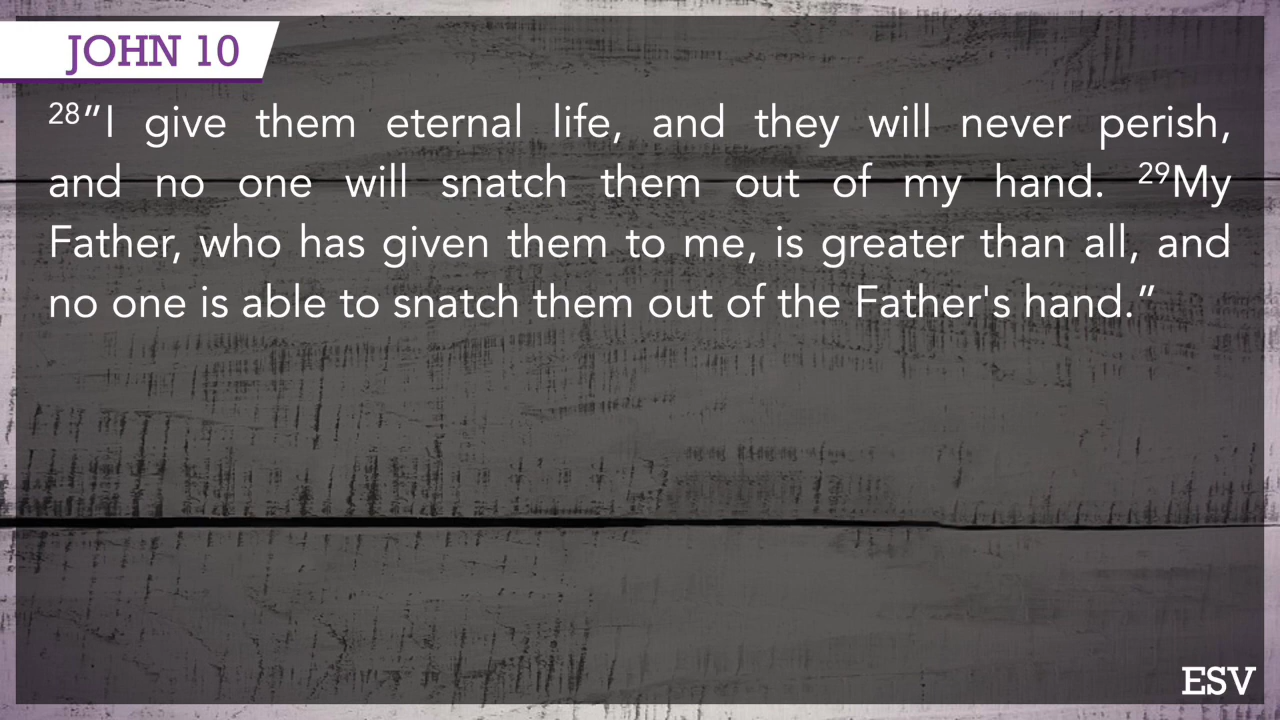 JOHN 10
28”I give them eternal life, and they will never perish,
and no one will snatch them out of my hand. 29My
Father, who has given them to me, is greater than all, and
no one is able to snatch them out of the Father's hand.”
ESV